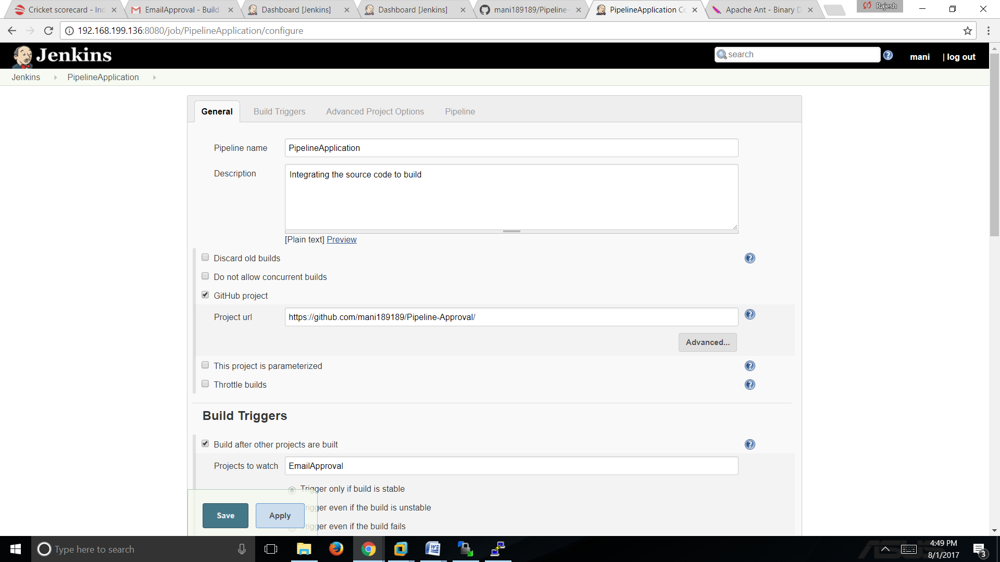 Cricket scorecard - Ind
EmailApproval - Build
Dashboard [Jenkins]
Dashboard [Jenkins]
mani189189/Pipeline-
PipelineApplication Co
Apache Ant - Binary D
Rajesh
192.168.199.136:8080/job/PipelineApplication/configure
Jenkins
search
mani
| log out
Jenkins
PipelineApplication
General
Build Triggers
Advanced Project Options
Pipeline
Pipeline name
PipelineApplication
Description
Integrating the source code to build
[Plain text] Preview
Discard old builds
Do not allow concurrent builds
GitHub project
Project url
https://github.com/mani189189/Pipeline-Approval/
Advanced...
This project is parameterized
Throttle builds
Build Triggers
Build after other projects are built
Projects to watch
EmailApproval
Trigger only if build is stable
Trigger even if the build is unstable
Trigger even if the build fails
Save
Apply
Type here to search
ASUS
4:49 PM
8/1/2017
3